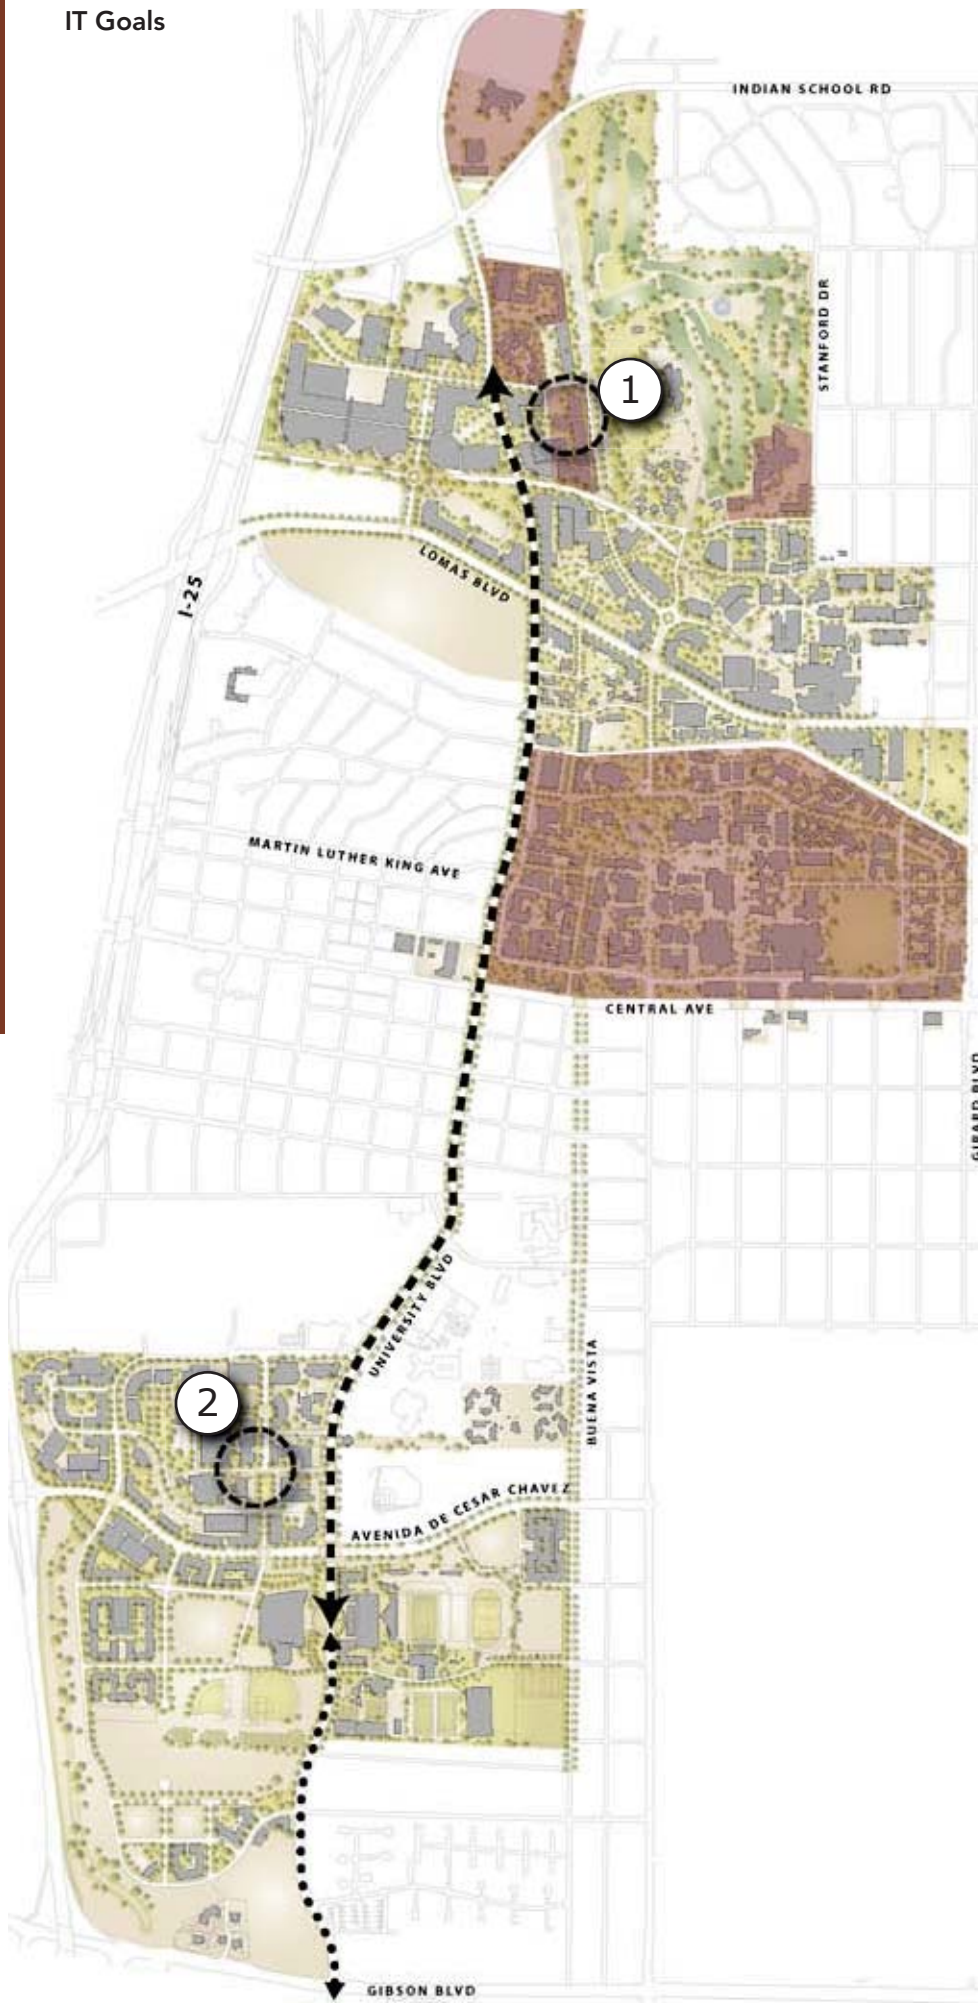 IT Goals
INDIAN SCHOOL RD
STANFORD DR
1
LOMAS BLVD
I-25
MARTIN LUTHER KING AVE
CENTRAL AVE
GIRARD BLVD
UNIVERSITY BLVD
BUENA VISTA
2
AVENIDA DE CESAR CHAVEZ
GIBSON BLVD